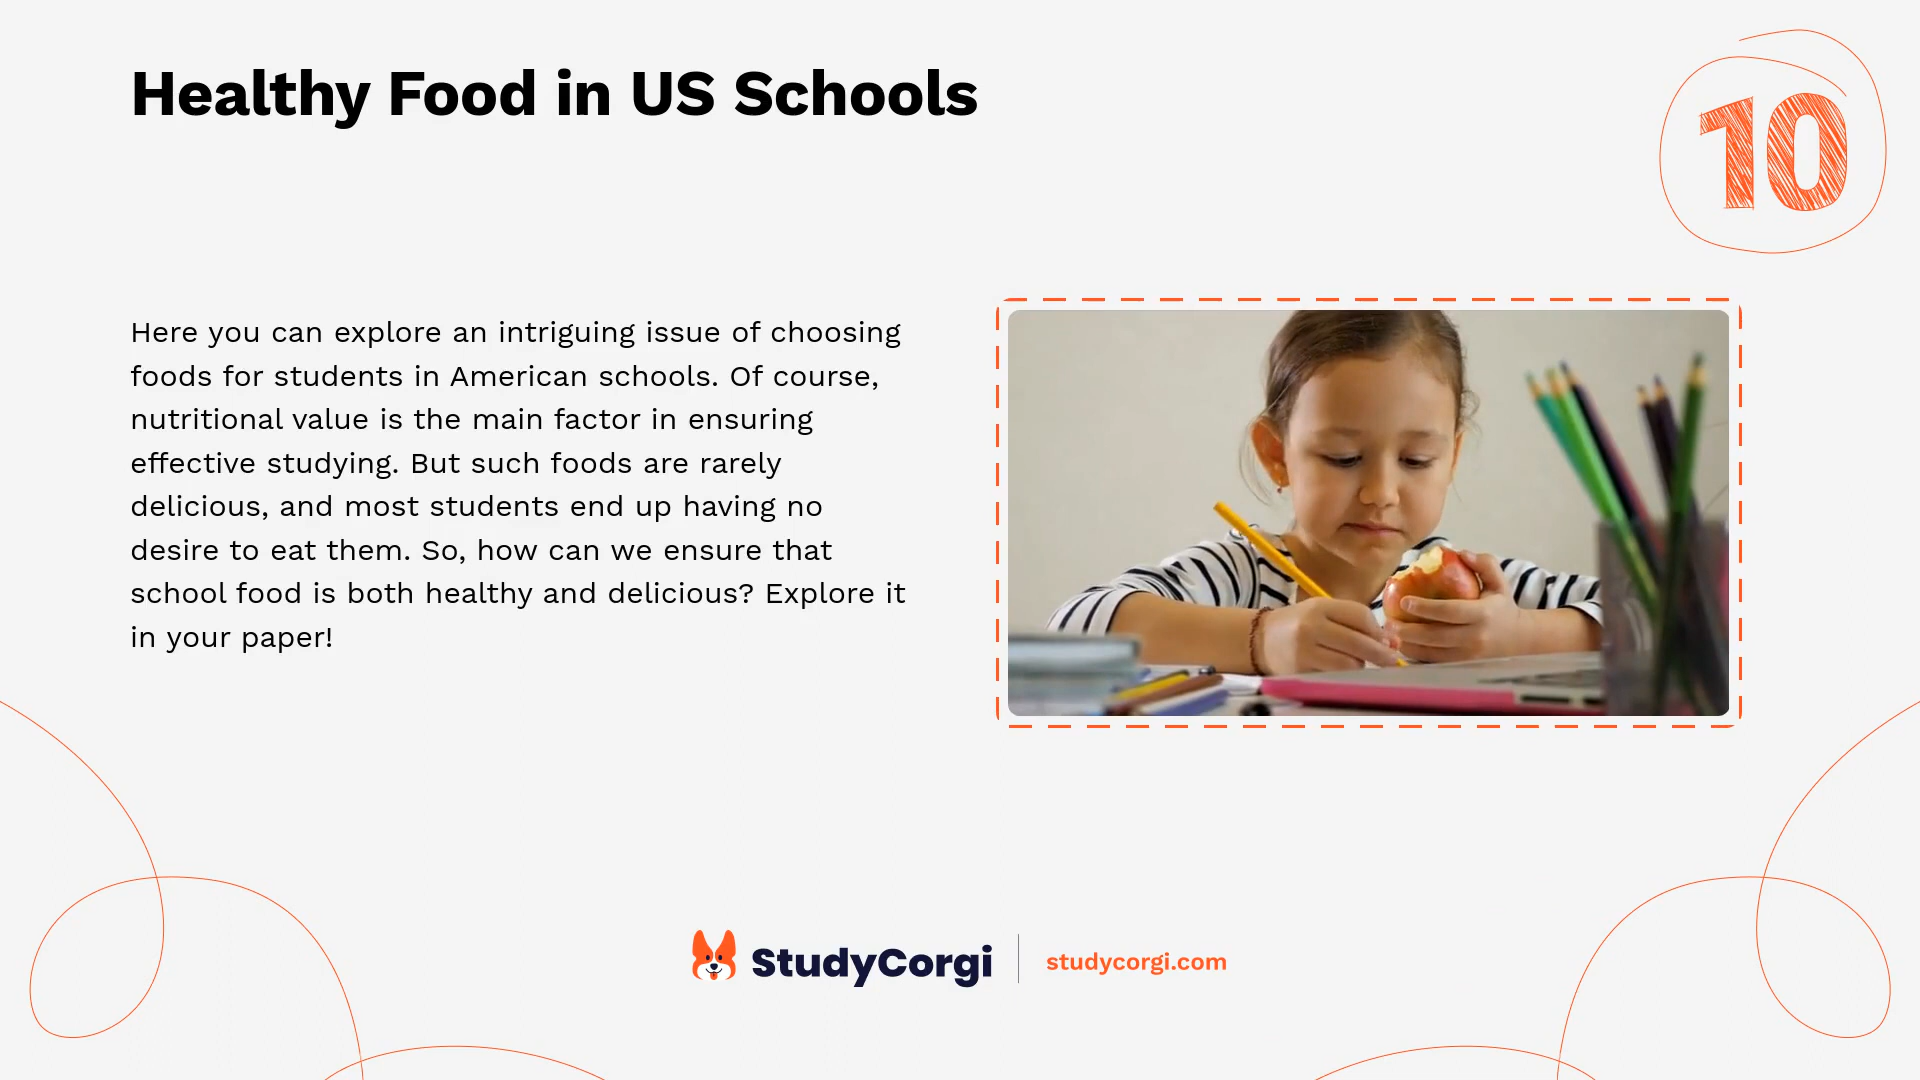 Healthy Food in US Schools
10
Here you can explore an intriguing issue of choosing
foods for students in American schools. Of course,
nutritional value is the main factor in ensuring
effective studying. But such foods are rarely
delicious, and most students end up having no
desire to eat them. So, how can we ensure that
school food is both healthy and delicious? Explore it
in your paper!
StudyCorgi
studycorgi.com